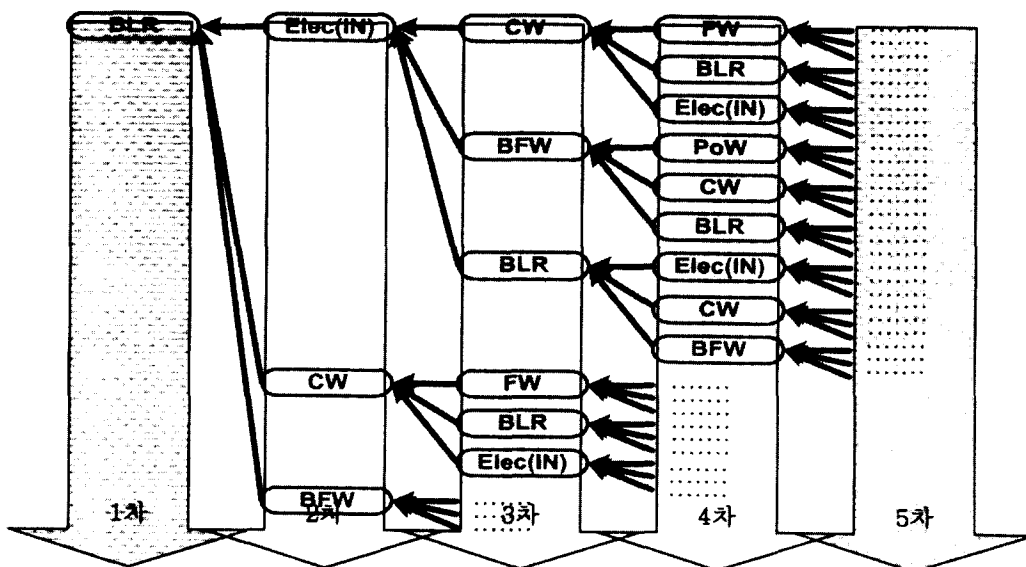 BLR Elec(IN) CW FW
BLR
Elec(IN)
BFW PoW
CW
BLR
BLR Elec(IN)
CW
BFW
CW FW
BLR
Elec(IN)
BFW
1차 2차 3차 4차 5차